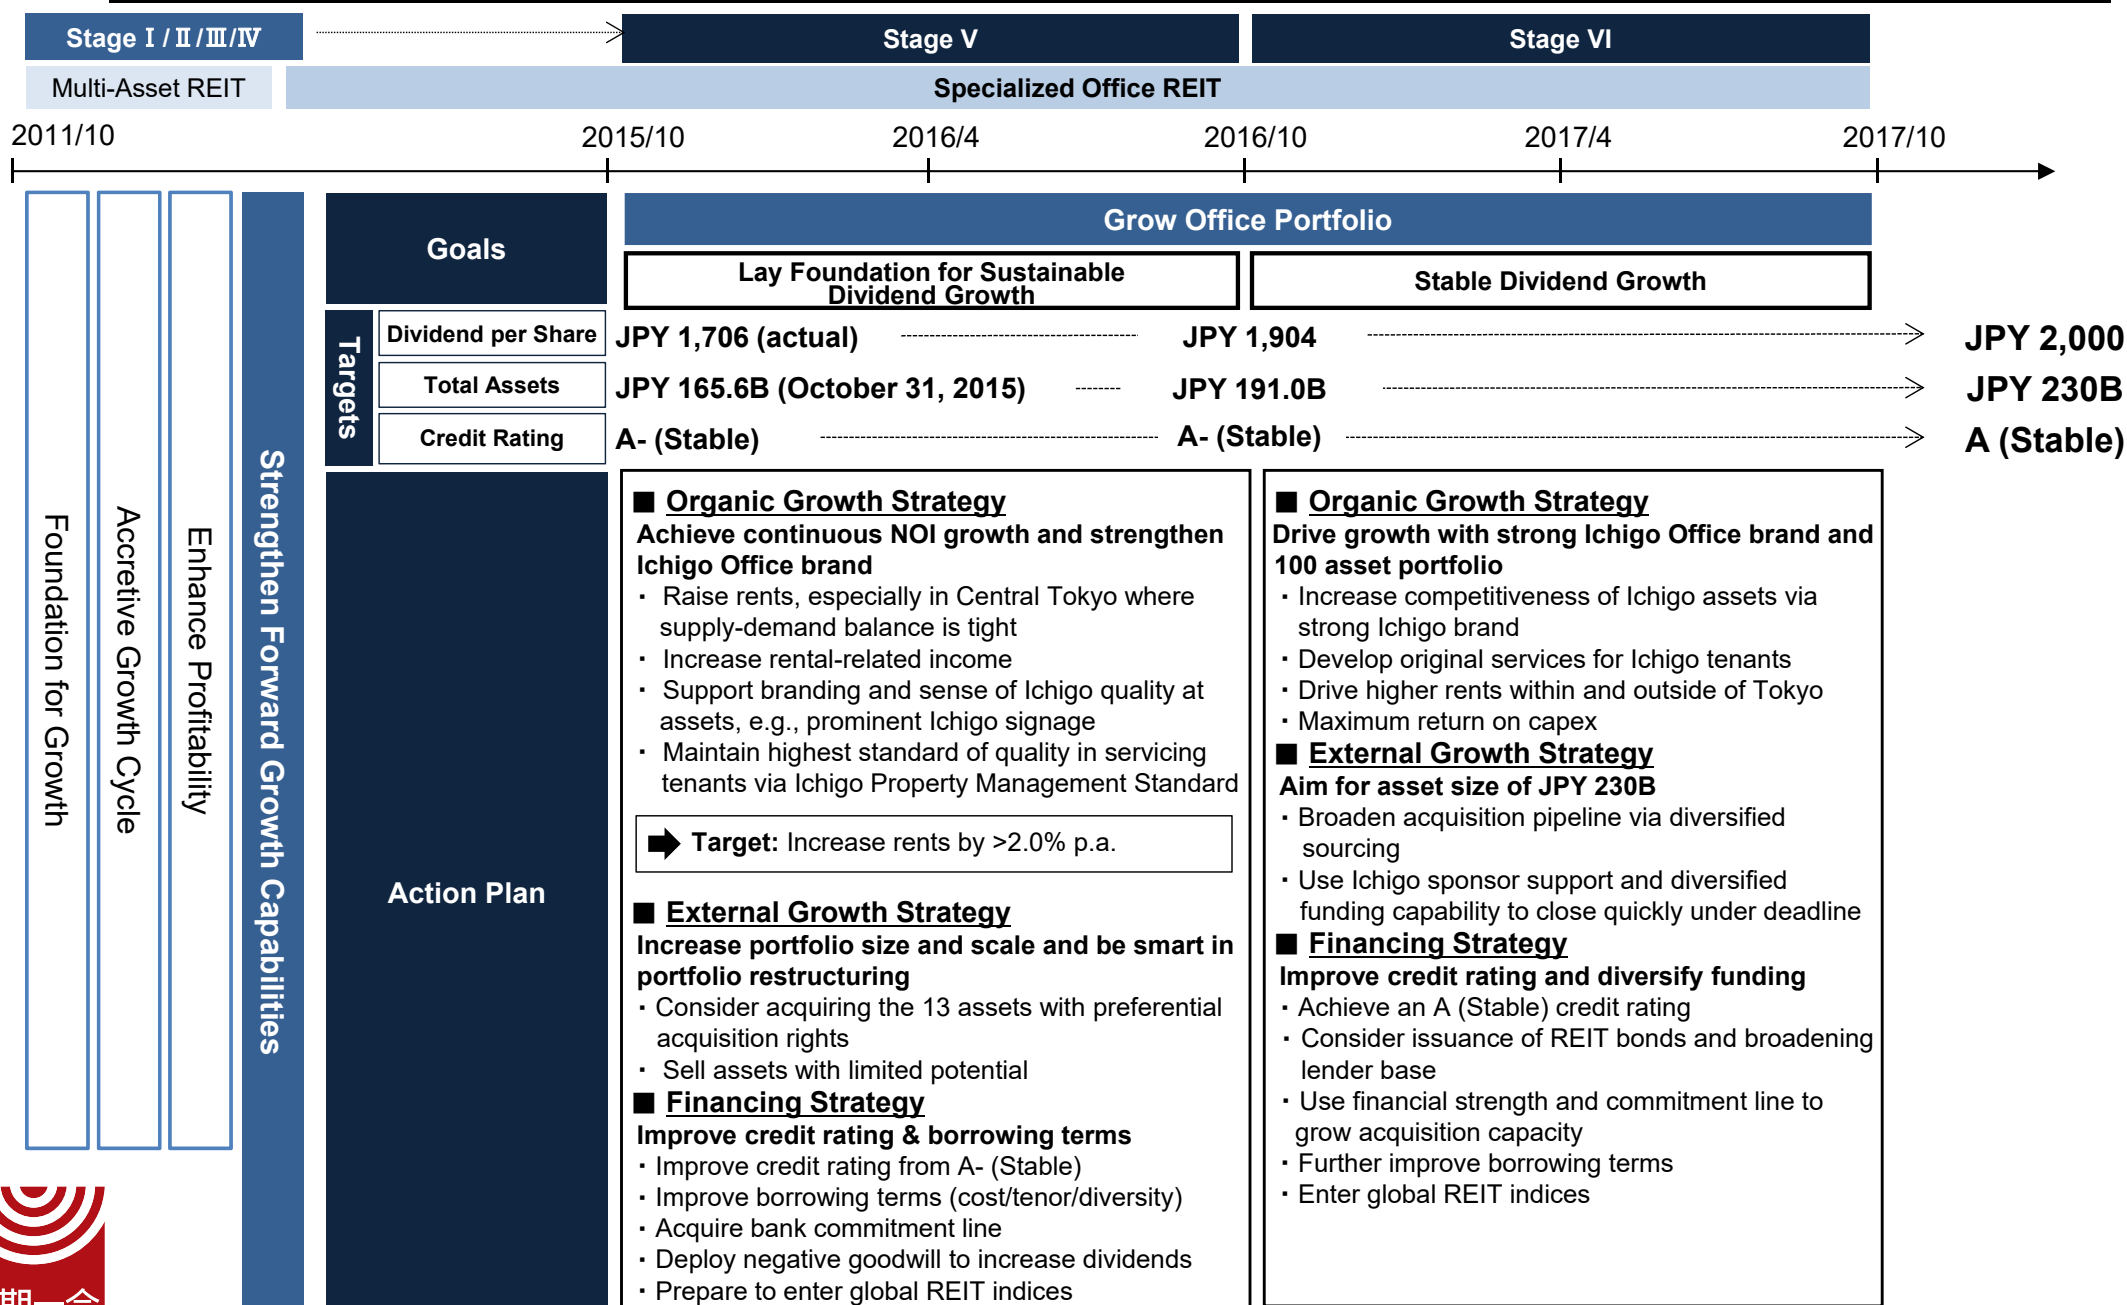 Stage Ⅰ/Ⅱ/Ⅲ/Ⅳ
Stage V
Stage VI
Multi-Asset REIT
Specialized Office REIT
2011/10
2015/10
2016/4
2016/10
2017/4
2017/10
Foundation for Growth
Accretive Growth Cycle
Enhance Profitability
Strengthen Forward Growth Capabilities
Goals
Grow Office Portfolio
Lay Foundation for Sustainable
Dividend Growth
Stable Dividend Growth
Targets
Dividend per Share
JPY 1,706 (actual)
JPY 1,904
JPY 2,000
Total Assets
JPY 165.6B (October 31, 2015)
JPY 191.0B
JPY 230B
Credit Rating
A- (Stable)
A- (Stable)
A (Stable)
Action Plan
■ Organic Growth Strategy
Achieve continuous NOI growth and strengthen
Ichigo Office brand
・ Raise rents, especially in Central Tokyo where
supply-demand balance is tight
・ Increase rental-related income
・ Support branding and sense of Ichigo quality at
assets, e.g., prominent Ichigo signage
・ Maintain highest standard of quality in servicing
tenants via Ichigo Property Management Standard
Target: Increase rents by >2.0% p.a.
■ External Growth Strategy
Increase portfolio size and scale and be smart in
portfolio restructuring
・Consider acquiring the 13 assets with preferential
acquisition rights
・ Sell assets with limited potential
■ Financing Strategy
Improve credit rating & borrowing terms
・Improve credit rating from A- (Stable)
・Improve borrowing terms (cost/tenor/diversity)
・Acquire bank commitment line
・Deploy negative goodwill to increase dividends
・Prepare to enter global REIT indices
■ Organic Growth Strategy
Drive growth with strong Ichigo Office brand and
100 asset portfolio
・Increase competitiveness of Ichigo assets via
strong Ichigo brand
・Develop original services for Ichigo tenants
・Drive higher rents within and outside of Tokyo
・Maximum return on capex
■ External Growth Strategy
Aim for asset size of JPY 230B
・Broaden acquisition pipeline via diversified
sourcing
・Use Ichigo sponsor support and diversified
funding capability to close quickly under deadline
■ Financing Strategy
Improve credit rating and diversify funding
・Achieve an A (Stable) credit rating
・Consider issuance of REIT bonds and broadening
lender base
・Use financial strength and commitment line to
grow acquisition capacity
・Further improve borrowing terms
・Enter global REIT indices